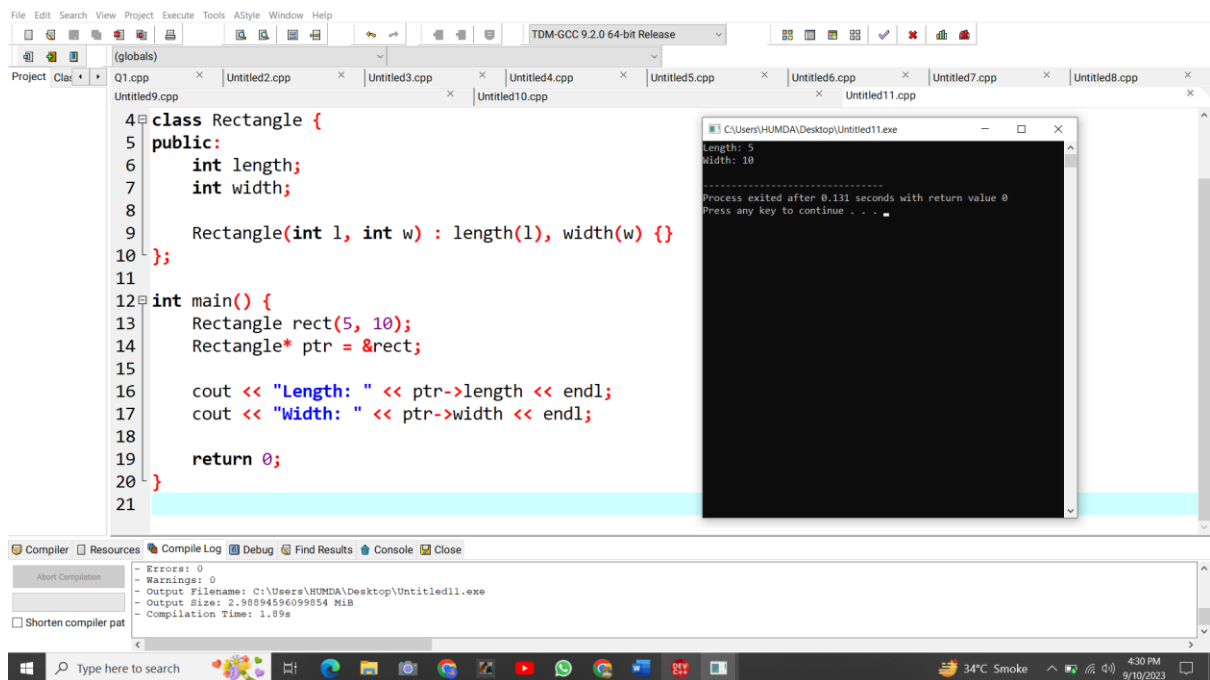 File Edit Search View Project Execute Tools AStyle Window Help
TDM-GCC 9.2.0 64-bit Release
(globals)
Project Clas Q1.cpp Untitled2.cpp Untitled3.cpp Untitled4.cpp Untitled5.cpp Untitled6.cpp Untitled7.cpp Untitled8.cpp
Untitled9.cpp Untitled10.cpp Untitled11.cpp
4 class Rectangle {
5 public:
6 int length;
7 int width;
8
9 Rectangle(int l, int w) : length(l), width(w) {}
10 };
11
12 int main() {
13 Rectangle rect(5, 10);
14 Rectangle* ptr = &rect;
15
16 cout << "Length: " << ptr->length << endl;
17 cout << "Width: " << ptr->width << endl;
18
19 return 0;
20 }
21
C:\Users\HUMDA\Desktop\Untitled11.exe
Length: 5
Width: 10
--------------------------------
Process exited after 0.131 seconds with return value 0
Press any key to continue . . .
Compiler Resources Compile Log Debug Find Results Console Close
Abort Compilation
Shorten compiler pat
- Errors: 0
- Warnings: 0
- Output Filename: C:\Users\HUMDA\Desktop\Untitled11.exe
- Output Size: 2.98894596099854 MiB
- Compilation Time: 1.89s
Type here to search
34°C Smoke
4:30 PM
9/10/2023